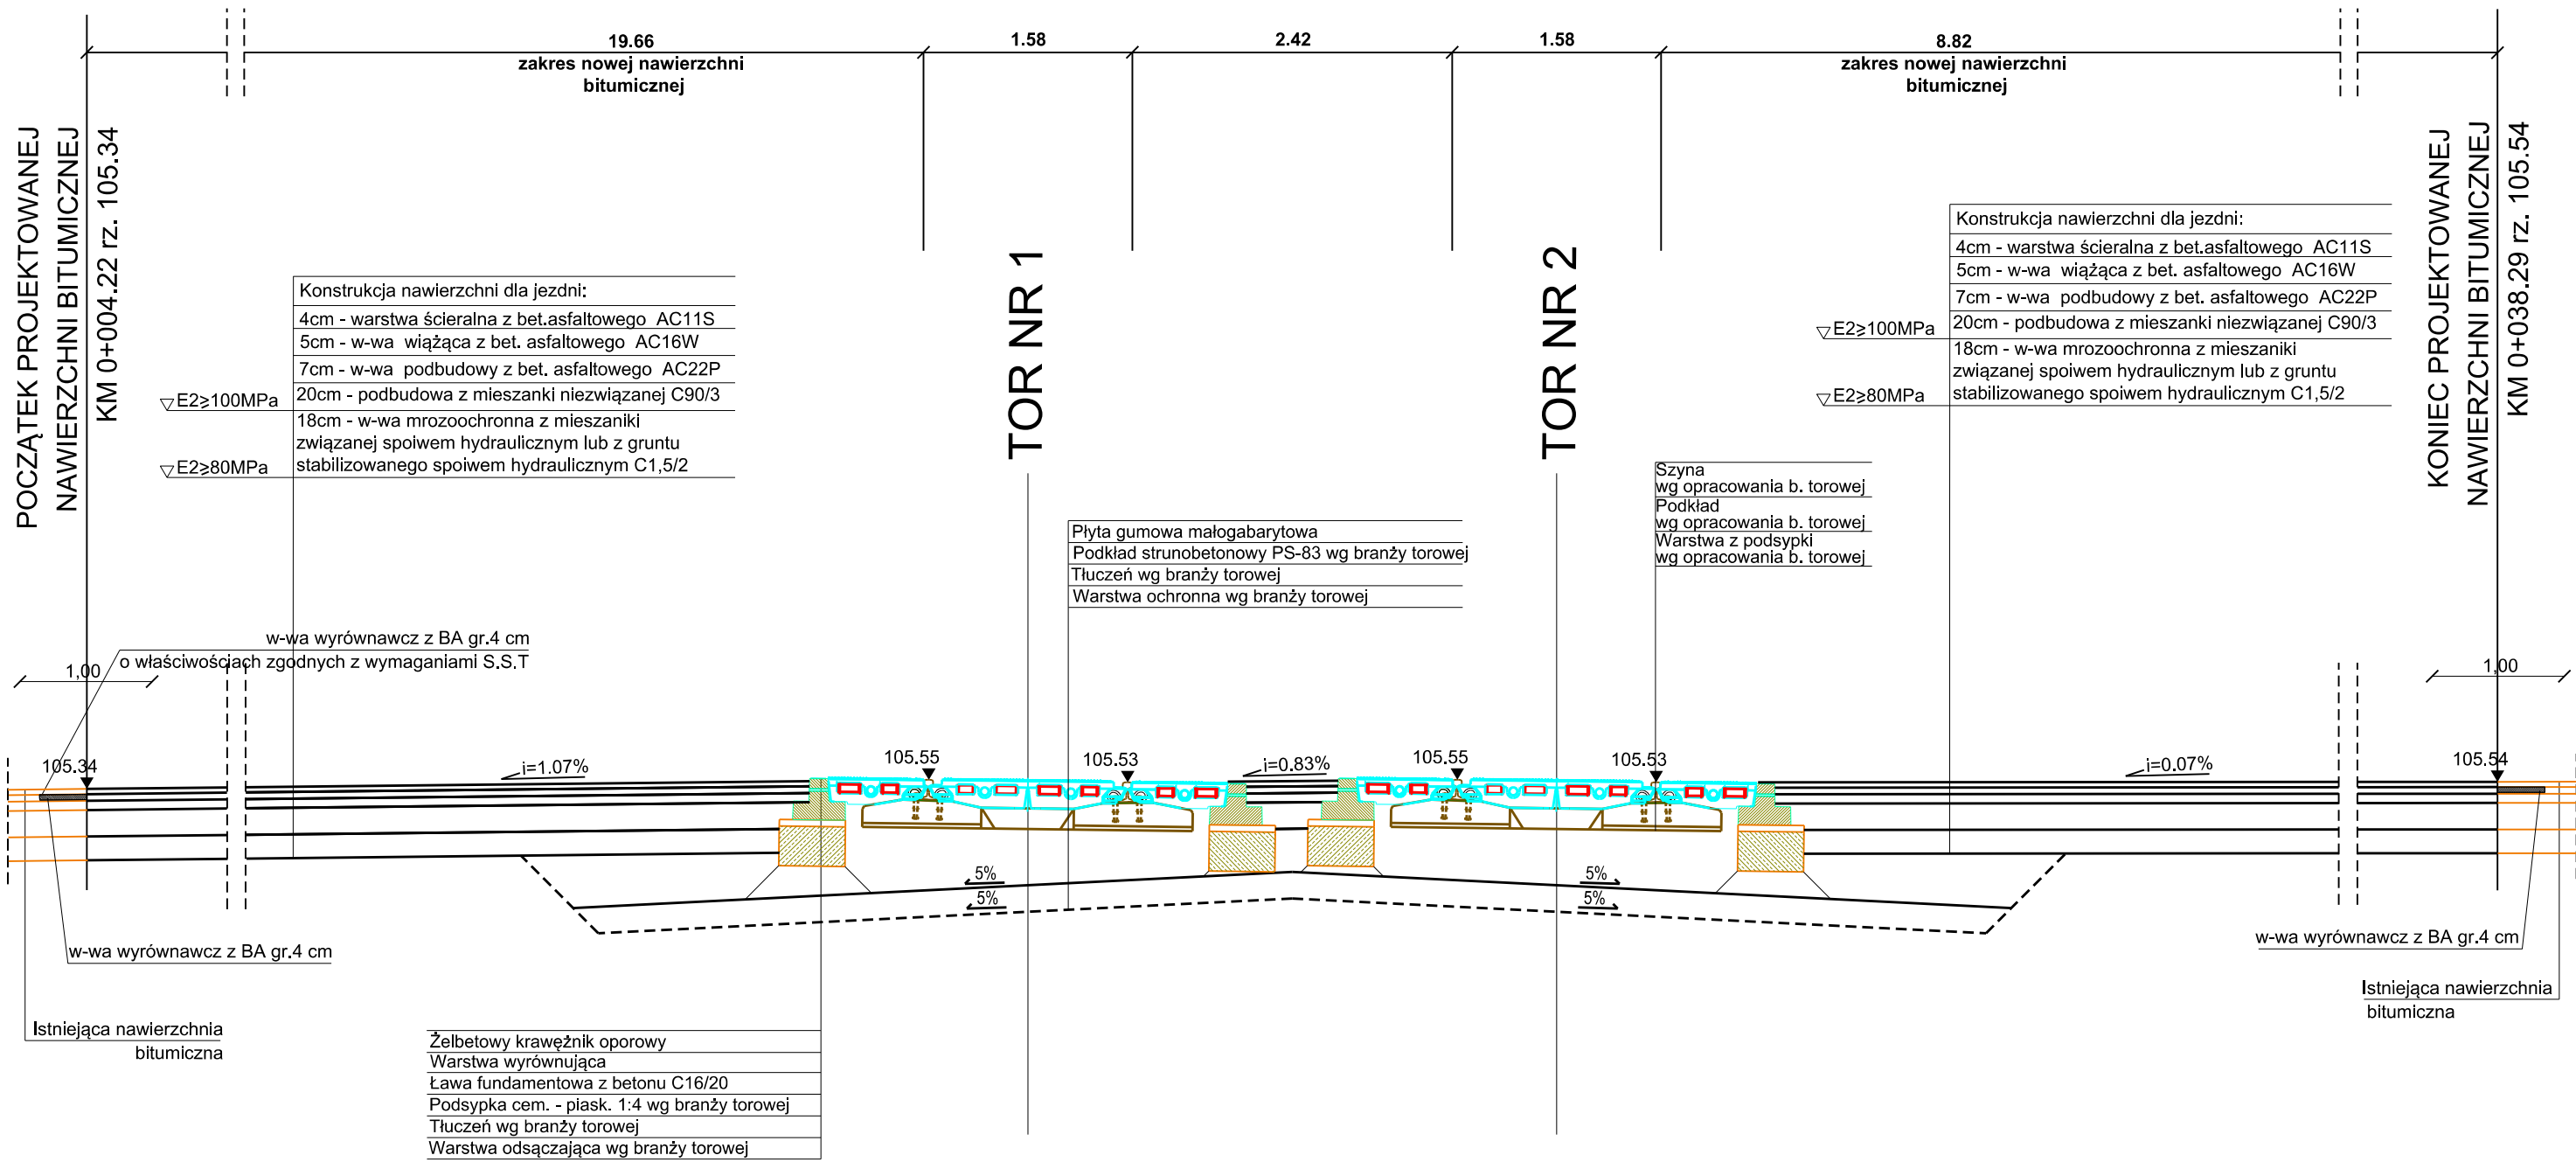 19.66
zakres nowej nawierzchni
bitumicznej
1.58
2.42
1.58
8.82
zakres nowej nawierzchni
bitumicznej
POCZĄTEK PROJEKTOWANEJ
NAWIERZCHNI BITUMICZNEJ
KM 0+004.22 rz. 105.34
Konstrukcja nawierzchni dla jezdni:
4cm - warstwa ścieralna z bet.asfaltowego AC11S
5cm - w-wa wiążąca z bet. asfaltowego AC16W
7cm - w-wa podbudowy z bet. asfaltowego AC22P
20cm - podbudowa z mieszanki niezwiązanej C90/3
18cm - w-wa mrozoochronna z mieszaniki
związanej spoiwem hydraulicznym lub z gruntu
stabilizowanego spoiwem hydraulicznym C1,5/2
E2≥100MPa
E2≥80MPa
TOR NR 1
TOR NR 2
Konstrukcja nawierzchni dla jezdni:
4cm - warstwa ścieralna z bet.asfaltowego AC11S
5cm - w-wa wiążąca z bet. asfaltowego AC16W
7cm - w-wa podbudowy z bet. asfaltowego AC22P
20cm - podbudowa z mieszanki niezwiązanej C90/3
18cm - w-wa mrozoochronna z mieszaniki
związanej spoiwem hydraulicznym lub z gruntu
stabilizowanego spoiwem hydraulicznym C1,5/2
E2≥100MPa
E2≥80MPa
KONIEC PROJEKTOWANEJ
NAWIERZCHNI BITUMICZNEJ
KM 0+038.29 rz. 105.54
Szyna
wg opracowania b. torowej
Podkład
wg opracowania b. torowej
Warstwa z podsypki
wg opracowania b. torowej
Płyta gumowa małogabarytowa
Podkład strunobetonowy PS-83 wg branży torowej
Tłuczeń wg branży torowej
Warstwa ochronna wg branży torowej
w-wa wyrównawcz z BA gr.4 cm
o właściwościach zgodnych z wymaganiami S.S.T
1,00
1,00
105.34
i=1.07%
105.55
105.53
i=0.83%
105.55
105.53
i=0.07%
105.54
5%
5%
5%
5%
w-wa wyrównawcz z BA gr.4 cm
w-wa wyrównawcz z BA gr.4 cm
Istniejąca nawierzchnia
bitumiczna
Istniejąca nawierzchnia
bitumiczna
Żelbetowy krawężnik oporowy
Warstwa wyrównująca
Ława fundamentowa z betonu C16/20
Podsypka cem. - piask. 1:4 wg branży torowej
Tłuczeń wg branży torowej
Warstwa odsączająca wg branży torowej